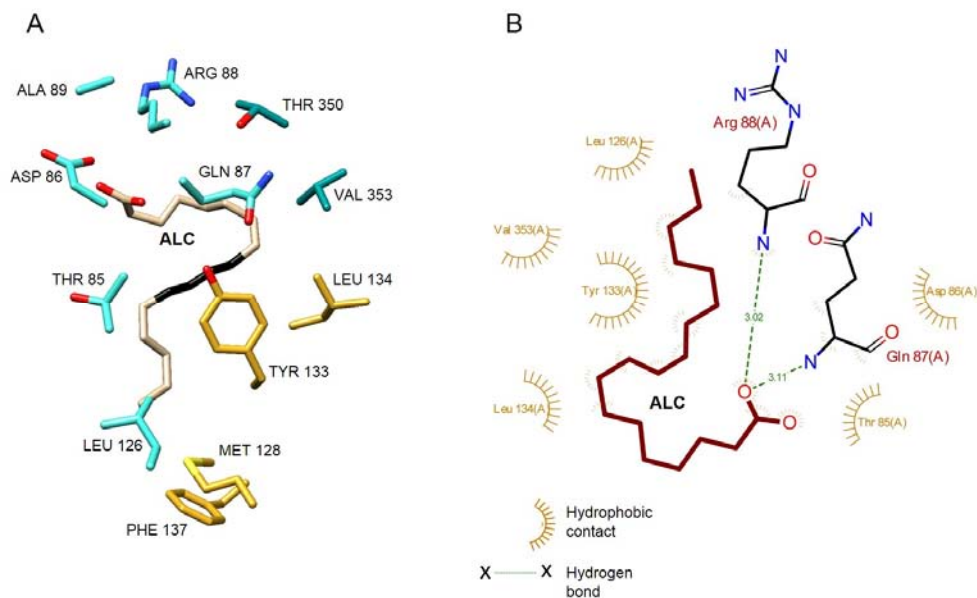 A
ARG 88
ALA 89
THR 350
ASP 86
GLN 87
VAL 353
ALC
THR 85
LEU 134
TYR 133
LEU 126
MET 128
PHE 137
B
N
N
N
Arg 88(A)
Leu 126(A)
O
N
O
N
Val 353(A)
Tyr 133(A)
Asp 86(A)
3.02
O
Gln 87(A)
N
3.11
Leu 134(A)
ALC
O
O
Thr 85(A)
Hydrophobic
contact
X X Hydrogen
bond